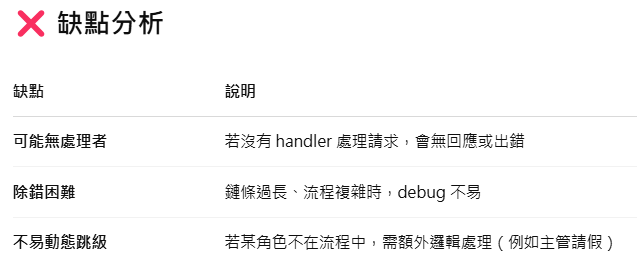 ❌ 缺點分析
缺點 說明
可能無處理者 若沒有 handler 處理請求，會無回應或出錯
除錯困難 鏈條過長、流程複雜時，debug 不易
不易動態跳級 若某角色不在流程中，需額外邏輯處理（例如主管請假）